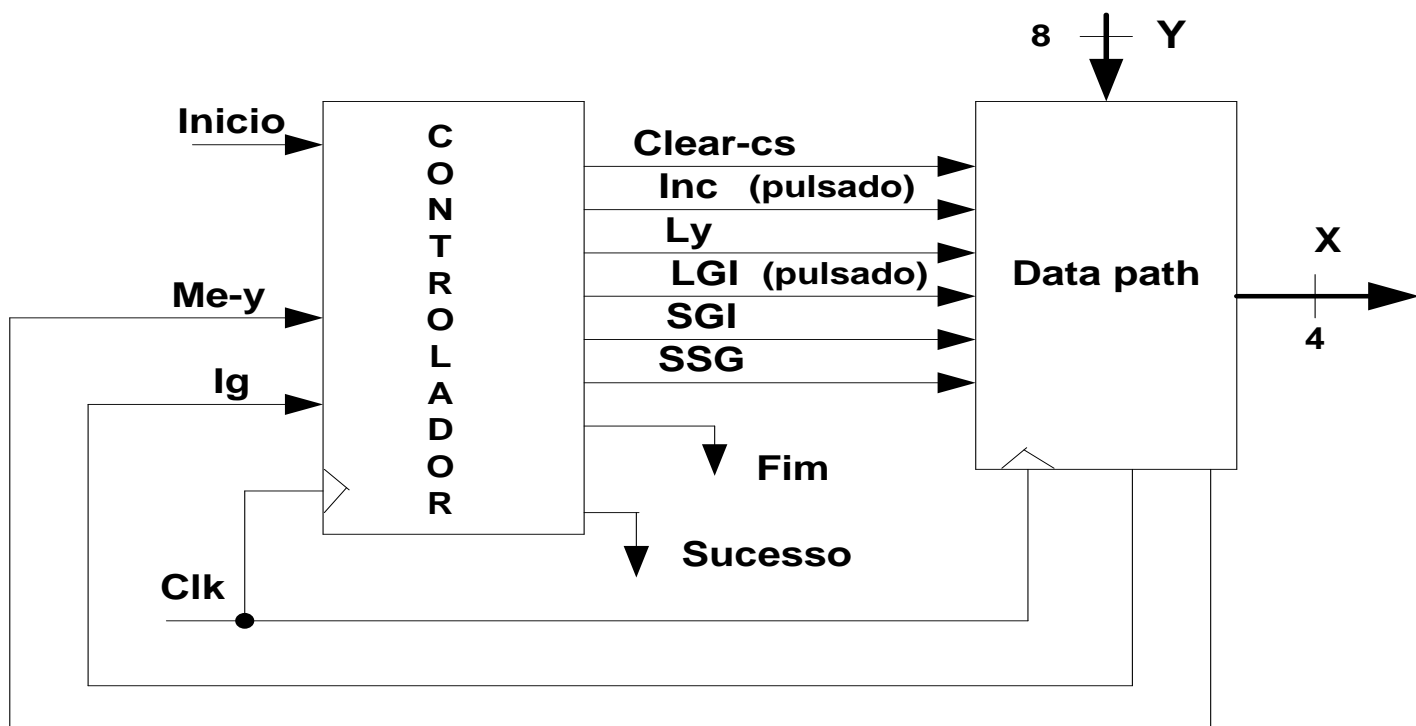 8 Y
Inicio
CONTROLADOR
Clear-cs
Inc (pulsado)
Ly
LGI (pulsado)
SGI
SSG
Me-y
Ig
Data path
X
4
Fim
Sucesso
Clk